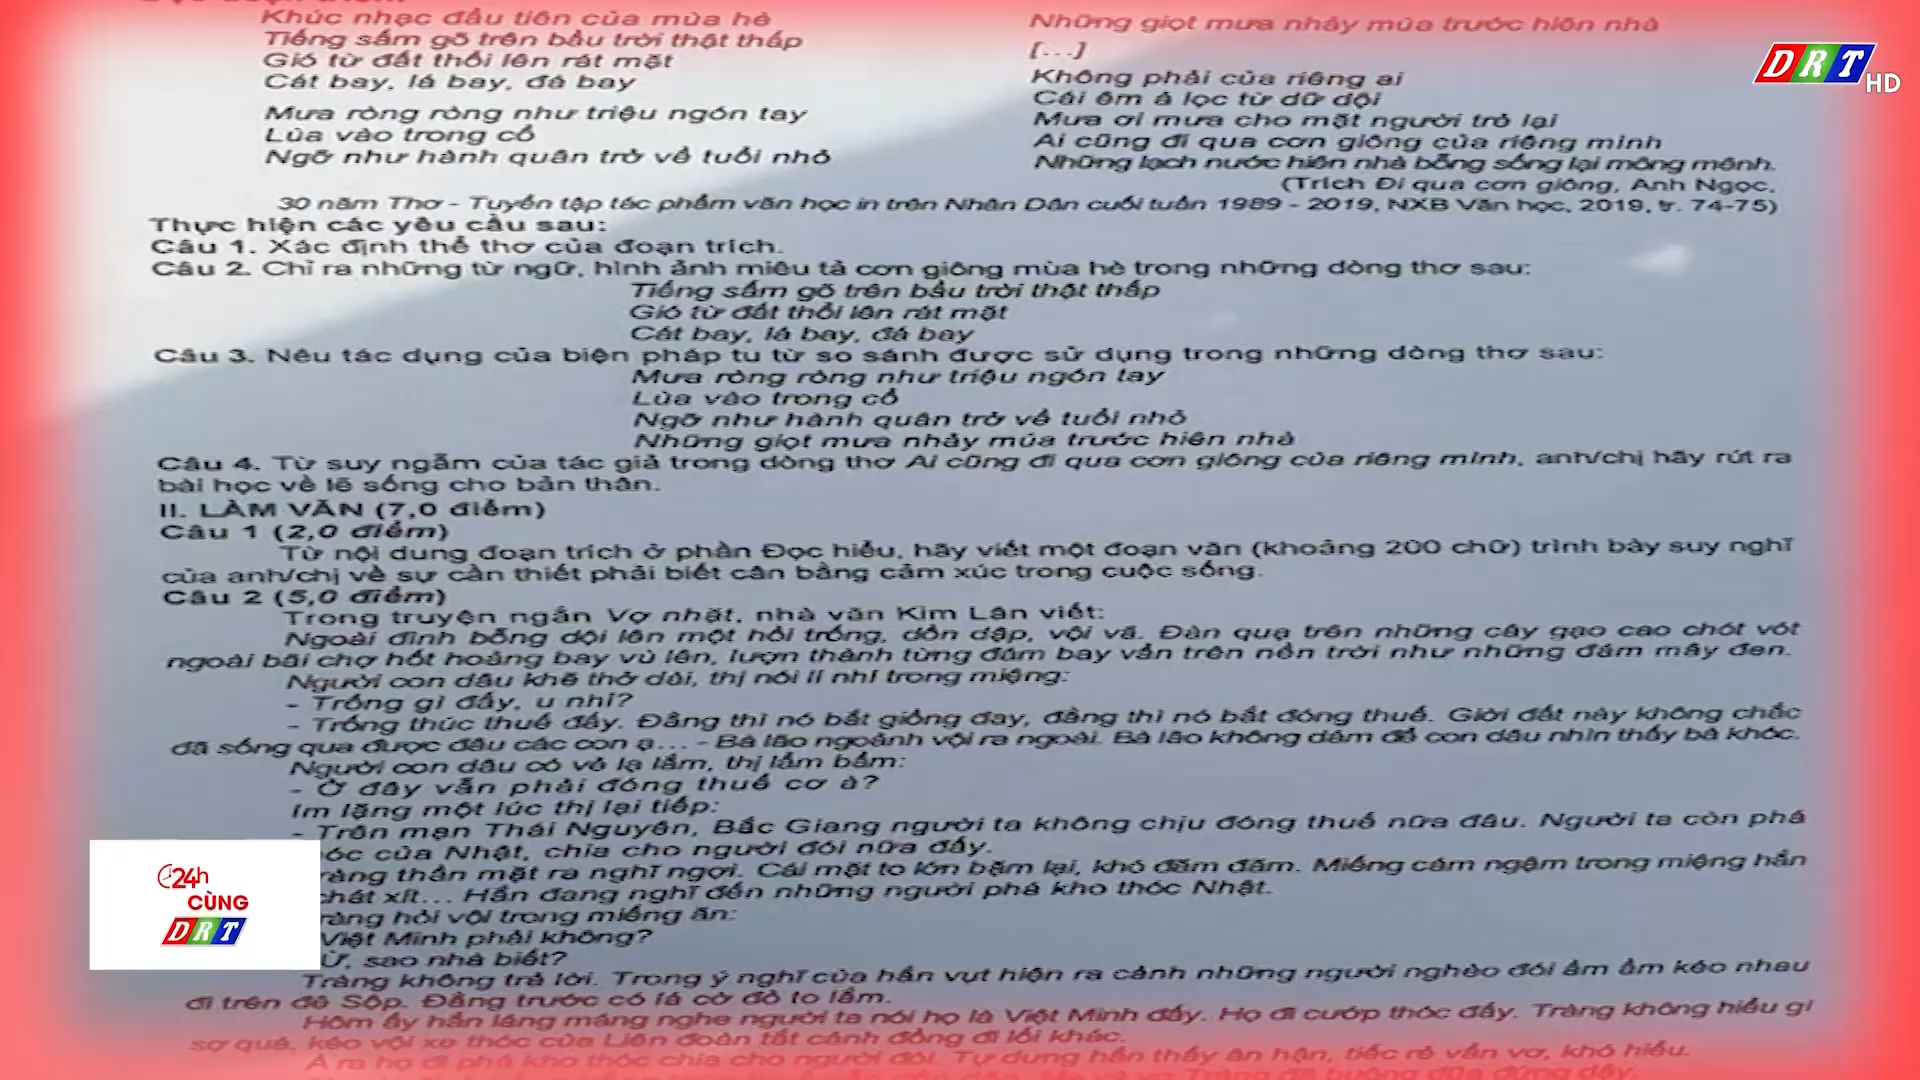 Khúc nhạc đầu tiên của mùa hè
Tiếng sấm gõ trên bầu trời thật thấp
Gió từ đất thổi lên rát mặt
Cát bay, lá bay, đá bay
Mưa ròng ròng như triệu ngón tay
Lùa vào trong cổ
Ngỡ như hành quân trở về tuổi nhỏ
Những giọt mưa nhảy múa trước hiên nhà
[...]
Không phải của riêng ai
Cái êm ả lọc từ dữ dội
Mưa ơi mưa cho mặt người trở lại
Ai cũng đi qua cơn giông của riêng mình
Những lạch nước hiên nhà bỗng sống lại mông mênh.
(Trích Đi qua cơn giông, Anh Ngọc,
30 năm Thơ - Tuyển tập tác phẩm văn học in trên Nhân Dân cuối tuần 1989 - 2019, NXB Văn học, 2019, tr. 74-75)
Thực hiện các yêu cầu sau:
Câu 1. Xác định thể thơ của đoạn trích.
Câu 2. Chỉ ra những từ ngữ, hình ảnh miêu tả cơn giông mùa hè trong những dòng thơ sau:
Tiếng sấm gõ trên bầu trời thật thấp
Gió từ đất thổi lên rát mặt
Cát bay, lá bay, đá bay
Câu 3. Nêu tác dụng của biện pháp tu từ so sánh được sử dụng trong những dòng thơ sau:
Mưa ròng ròng như triệu ngón tay
Lùa vào trong cổ
Ngỡ như hành quân trở về tuổi nhỏ
Những giọt mưa nhảy múa trước hiên nhà
Câu 4. Từ suy ngẫm của tác giả trong dòng thơ Ai cũng đi qua cơn giông của riêng mình, anh/chị hãy rút ra
bài học về lẽ sống cho bản thân.
II. LÀM VĂN (7,0 điểm)
Câu 1 (2,0 điểm)
Từ nội dung đoạn trích ở phần Đọc hiểu, hãy viết một đoạn văn (khoảng 200 chữ) trình bày suy nghĩ
của anh/chị về sự cần thiết phải biết cân bằng cảm xúc trong cuộc sống.
Câu 2 (5,0 điểm)
Trong truyện ngắn Vợ nhặt, nhà văn Kim Lân viết:
Ngoài đình bỗng dội lên một hồi trống, dồn dập, vội vã. Đàn quạ trên những cây gạo cao chót vót
ngoài bãi chợ hốt hoảng bay vù lên, lượn thành từng đám bay vẩn trên nền trời như những đám mây đen.
Người con dâu khẽ thở dài, thị nói lí nhí trong miệng:
- Trống gì đấy, u nhỉ?
- Trống thúc thuế đấy. Đằng thì nó bắt giồng đay, đằng thì nó bắt đóng thuế. Giời đất này không chắc
đã sống qua được đâu các con ạ... - Bà lão ngoảnh vội ra ngoài. Bà lão không dám để con dâu nhìn thấy bà khóc.
Người con dâu có vẻ lạ lắm, thị lẩm bẩm:
- Ở đây vẫn phải đóng thuế cơ à?
Im lặng một lúc thị lại tiếp:
- Trên mạn Thái Nguyên, Bắc Giang người ta không chịu đóng thuế nữa đâu. Người ta còn phá
óc của Nhật, chia cho người đói nữa đấy.
ràng thần mặt ra nghĩ ngợi. Cái mặt to lớn bặm lại, khó đăm đăm. Miếng cám ngậm trong miệng hắn
chát xít... Hắn đang nghĩ đến những người phá kho thóc Nhật.
ràng hỏi vội trong miếng ăn:
Việt Minh phải không?
Ừ, sao nhà biết?
Tràng không trả lời. Trong ý nghĩ của hắn vụt hiện ra cảnh những người nghèo đói ầm ầm kéo nhau
đi trên đê Sộp. Đằng trước có lá cờ đỏ to lắm.
Hôm ấy hắn láng máng nghe người ta nói họ là Việt Minh đấy. Họ đi cướp thóc đấy. Tràng không hiểu gì
sợ quá, kéo vội xe thóc của Liên đoàn tắt cánh đồng đi lối khác.
À ra họ đi phá kho thóc chia cho người đói. Tự dưng hắn thấy ân hận, tiếc rẻ vẩn vơ, khó hiểu.
DRT HD
24h
CÙNG
DRT